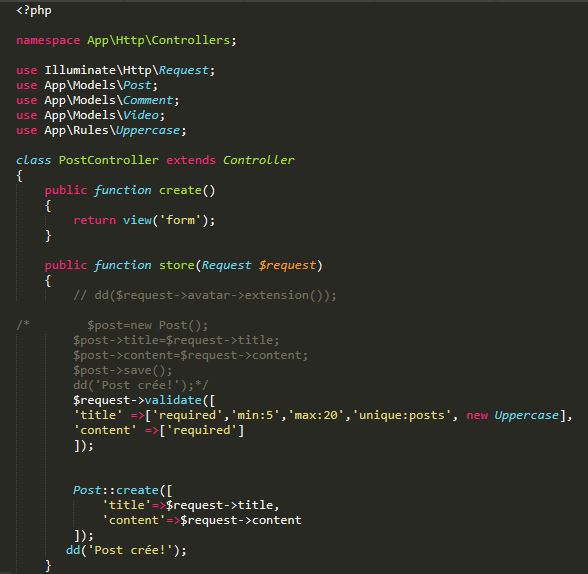 <?php
namespace App\Http\Controllers;
use Illuminate\Http\Request;
use App\Models\Post;
use App\Models\Comment;
use App\Models\Video;
use App\Rules\Uppercase;
class PostController extends Controller
{
    public function create()
    {
        return view('form');
    }
    public function store(Request $request)
    {
        // dd($request->avatar->extension());
/*        $post=new Post();
        $post->title=$request->title;
        $post->content=$request->content;
        $post->save();
        dd('Post crée!');*/
        $request->validate([
        'title' =>['required','min:5','max:20','unique:posts', new Uppercase],
        'content' =>['required']
        ]);
        Post::create([
            'title'=>$request->title,
            'content'=>$request->content
        ]);
       dd('Post crée!');
    }